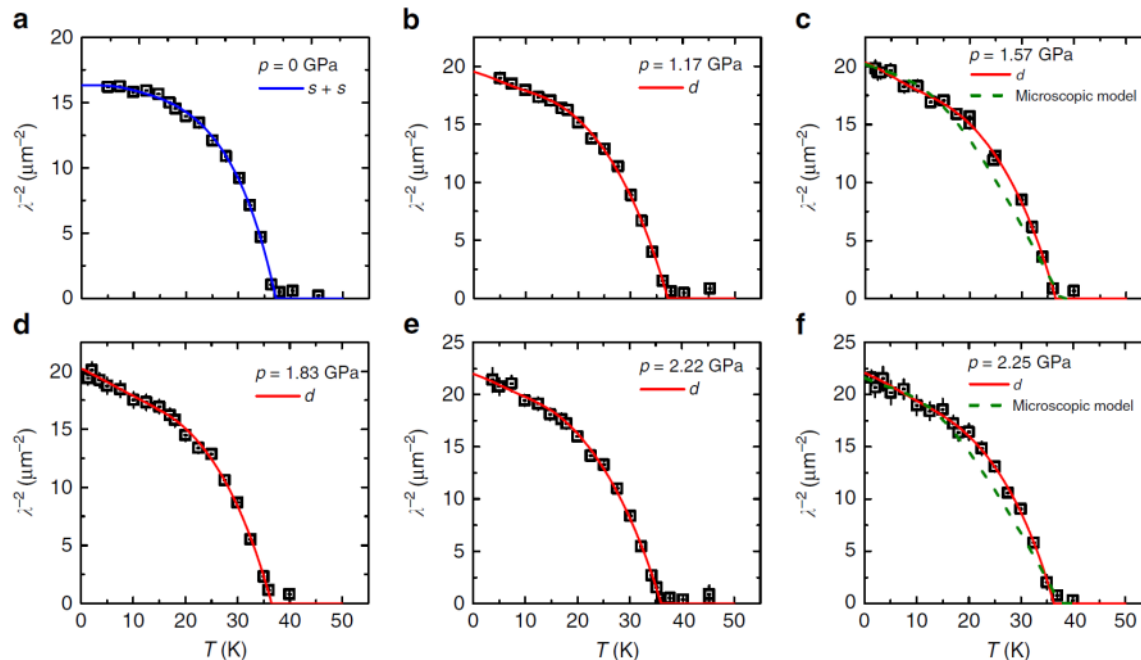 a
20
15
10
5
0
λ⁻² (μm⁻²)
p = 0 GPa
s + s
b
20
15
10
5
0
λ⁻² (μm⁻²)
p = 1.17 GPa
d
c
20
15
10
5
0
λ⁻² (μm⁻²)
p = 1.57 GPa
d
Microscopic model
d
20
15
10
5
0
λ⁻² (μm⁻²)
p = 1.83 GPa
d
0 10 20 30 40 50
T (K)
e
25
20
15
10
5
0
λ⁻² (μm⁻²)
p = 2.22 GPa
d
0 10 20 30 40 50
T (K)
f
25
20
15
10
5
0
λ⁻² (μm⁻²)
p = 2.25 GPa
d
Microscopic model
0 10 20 30 40 50
T (K)